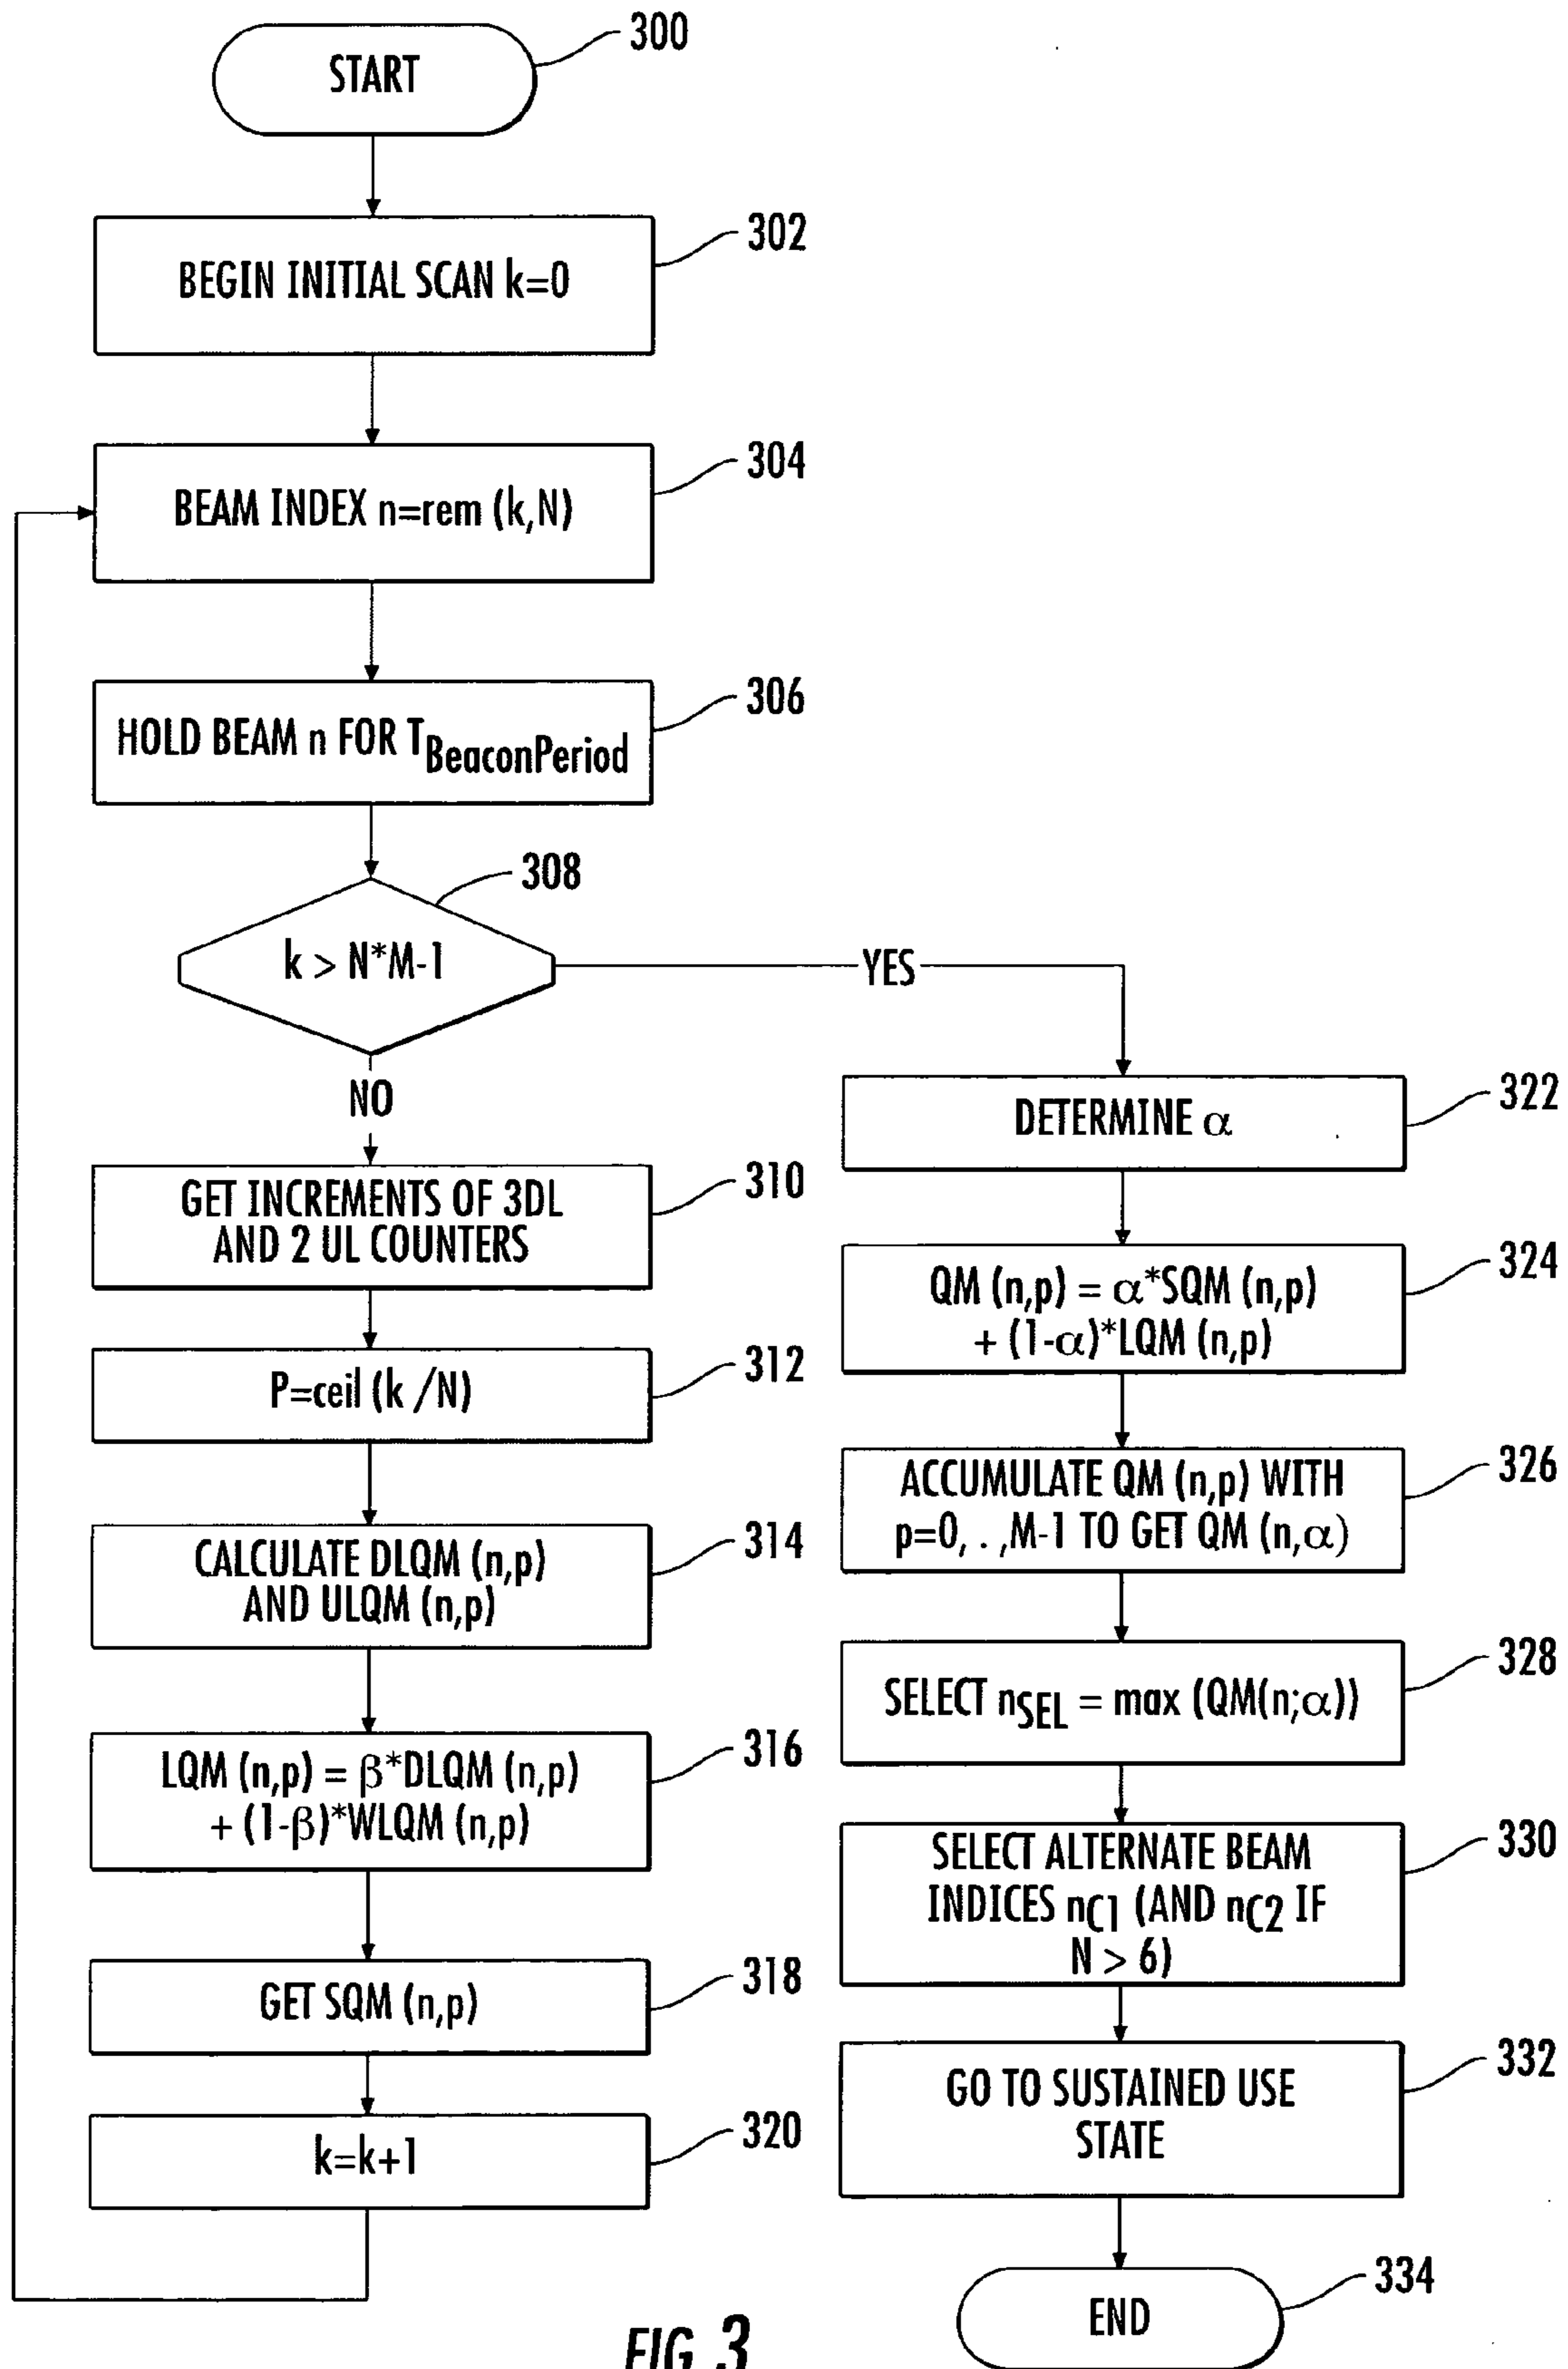 START
300
BEGIN INITIAL SCAN k=0
302
BEAM INDEX n=rem (k,N)
304
HOLD BEAM n FOR TBeaconPeriod
306
k > N*M-1
308
YES
NO
GET INCREMENTS OF 3DL
AND 2 UL COUNTERS
310
P=ceil (k /N)
312
CALCULATE DLQM (n,p)
AND ULQM (n,p)
314
LQM (n,p) = β*DLQM (n,p)
+ (1-β)*WLQM (n,p)
316
GET SQM (n,p)
318
k=k+1
320
DETERMINE α
322
QM (n,p) = α*SQM (n,p)
+ (1-α)*LQM (n,p)
324
ACCUMULATE QM (n,p) WITH
p=0, . .,M-1 TO GET QM (n,α)
326
SELECT nSEL = max (QM(n;α))
328
SELECT ALTERNATE BEAM
INDICES nC1 (AND nC2 IF
N > 6)
330
GO TO SUSTAINED USE
STATE
332
END
334
FIG. 3